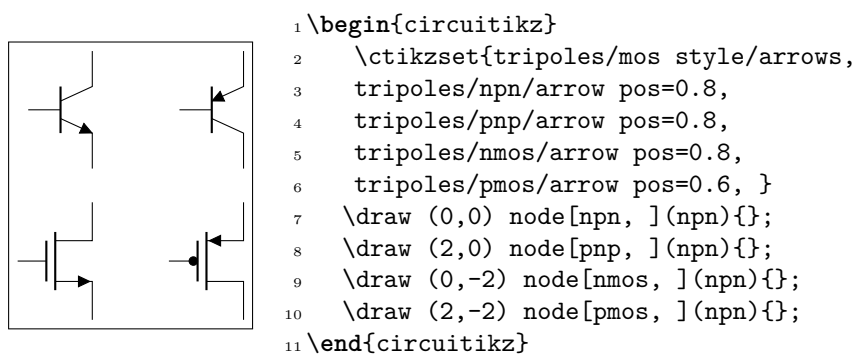 1 \begin{circuitikz}
2 \ctikzset{tripoles/mos style/arrows,
3 tripoles/npn/arrow pos=0.8,
4 tripoles/pnp/arrow pos=0.8,
5 tripoles/nmos/arrow pos=0.8,
6 tripoles/pmos/arrow pos=0.6, }
7 \draw (0,0) node[npn, ](npn){};
8 \draw (2,0) node[pnp, ](npn){};
9 \draw (0,-2) node[nmos, ](npn){};
10 \draw (2,-2) node[pmos, ](npn){};
11 \end{circuitikz}